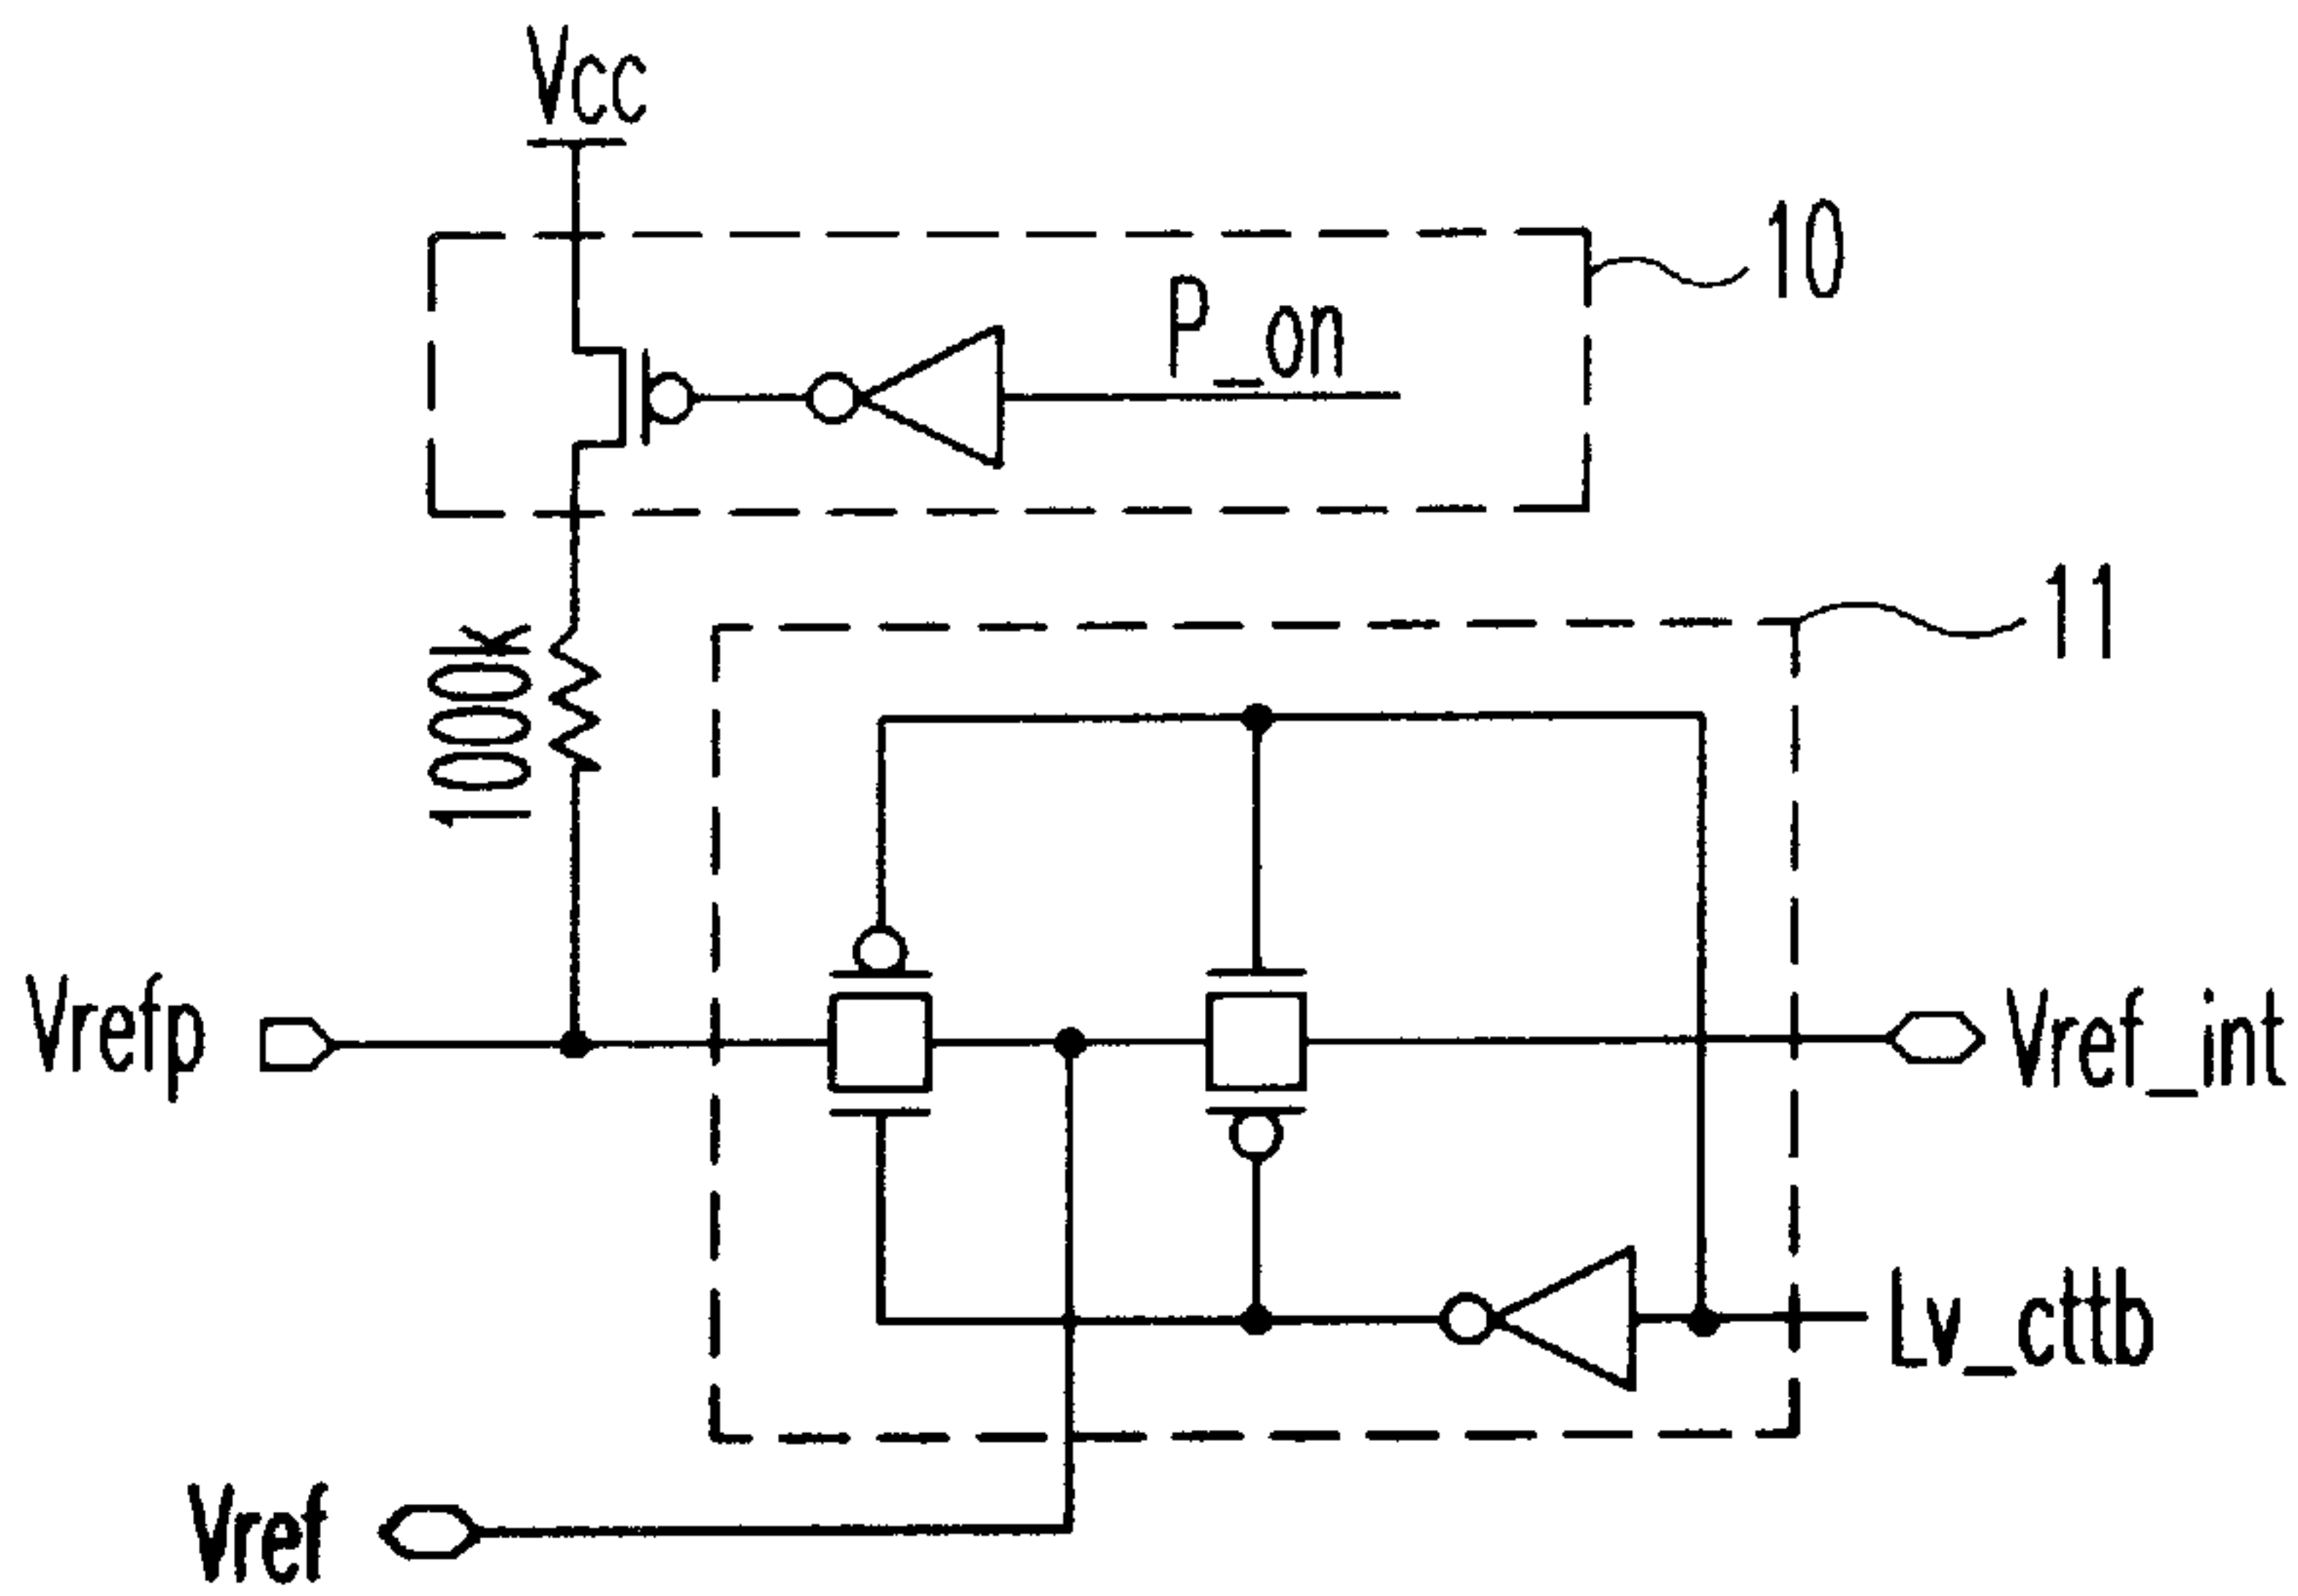 Vcc
10
P_on
11
1000k
Vrefp
Vref_int
Lv_cttb
Vref